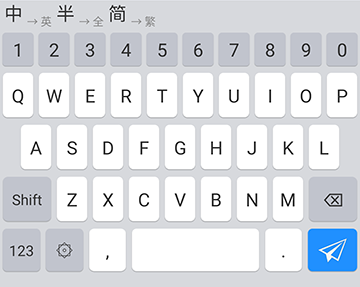 中→英 半→全 简→繁
1 2 3 4 5 6 7 8 9 0
Q W E R T Y U I O P
A S D F G H J K L
Shift Z X C V B N M
123 , .